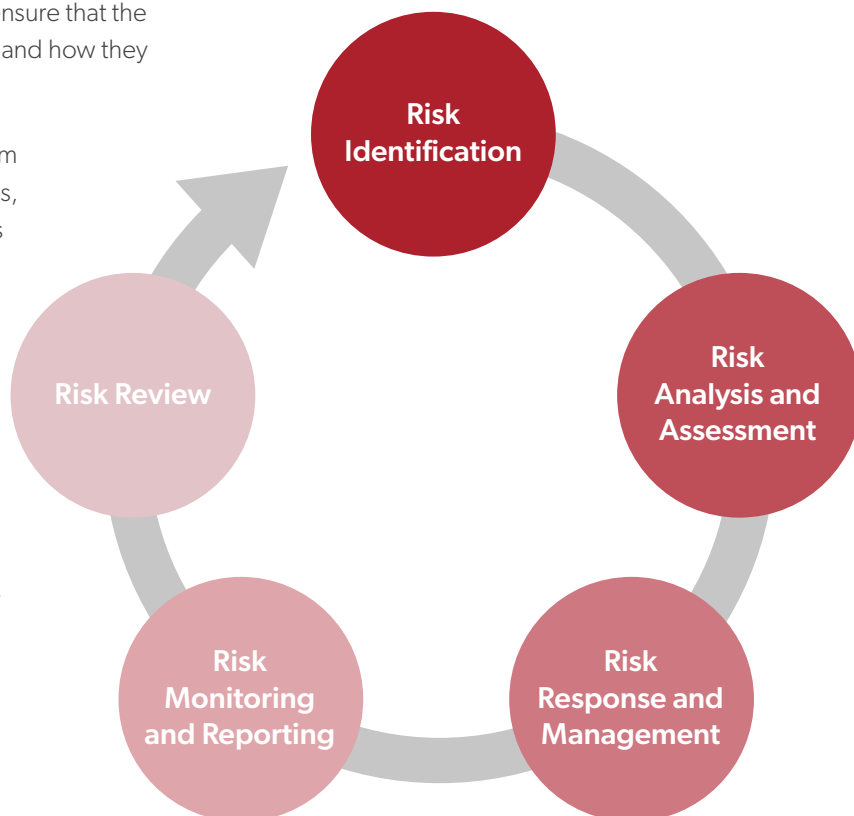 ensure that the
and how they
m
s,
s
Risk
Identification
Risk
Analysis and
Assessment
Risk
Response and
Management
Risk
Monitoring
and Reporting
Risk Review